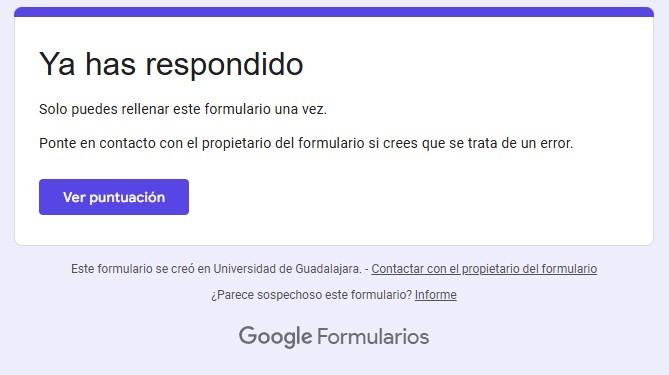 Ya has respondido
Solo puedes rellenar este formulario una vez.
Ponte en contacto con el propietario del formulario si crees que se trata de un error.
Ver puntuación
Este formulario se creó en Universidad de Guadalajara. - Contactar con el propietario del formulario
¿Parece sospechoso este formulario? Informe
Google Formularios